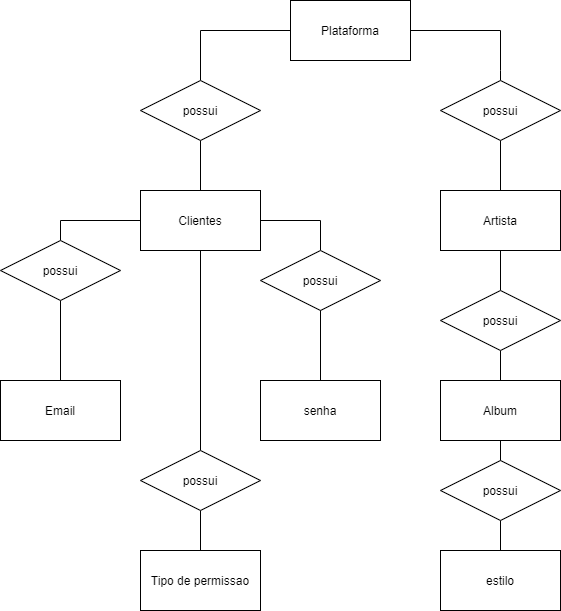 Plataforma
possui
possui
Clientes
Artista
possui
possui
possui
Email
senha
Album
possui
possui
Tipo de permissao
estilo